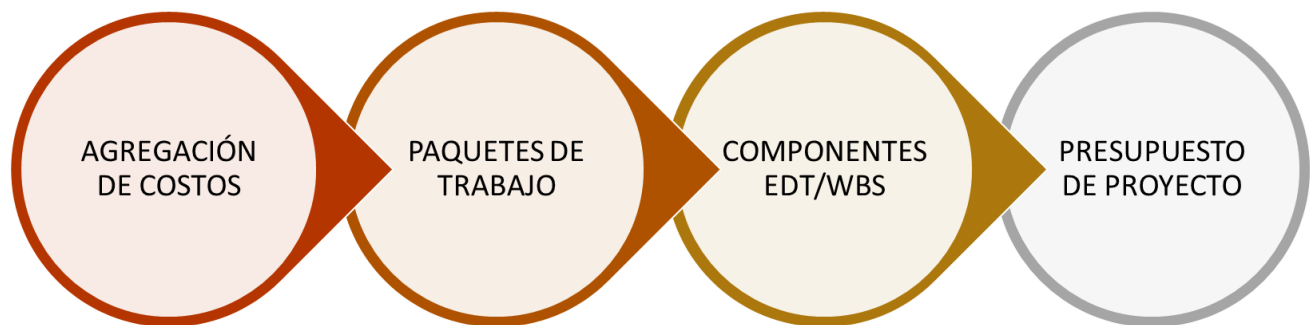 AGREGACIÓN
DE COSTOS
PAQUETES DE
TRABAJO
COMPONENTES
EDT/WBS
PRESUPUESTO
DE PROYECTO